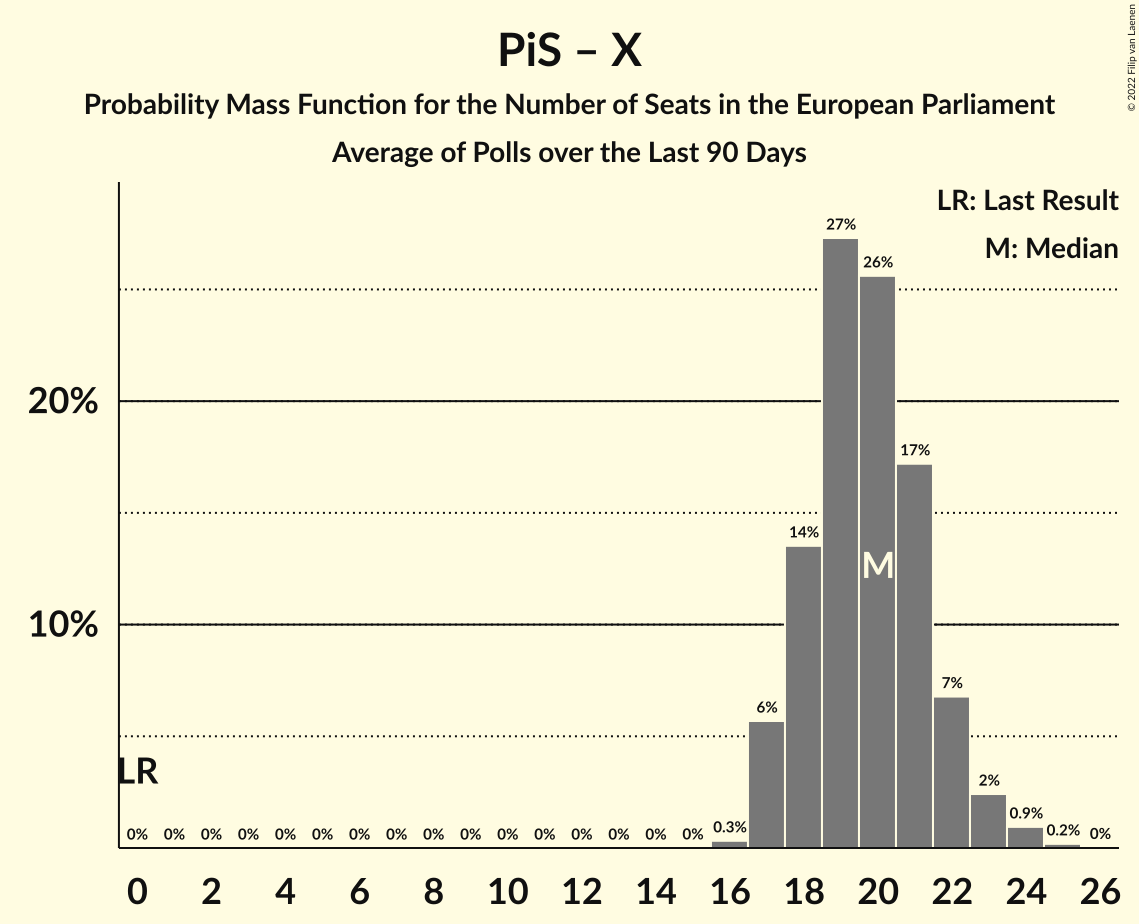 PiS – X
Probability Mass Function for the Number of Seats in the European Parliament
Average of Polls over the Last 90 Days
© 2022 Filip van Laenen
LR: Last Result
M: Median
27%
26%
20%
17%
14%
M
10%
7%
6%
LR
2%
0% 0% 0% 0% 0% 0% 0% 0% 0% 0% 0% 0% 0% 0% 0% 0% 0.3% 0.9% 0.2% 0%
0 2 4 6 8 10 12 14 16 18 20 22 24 26